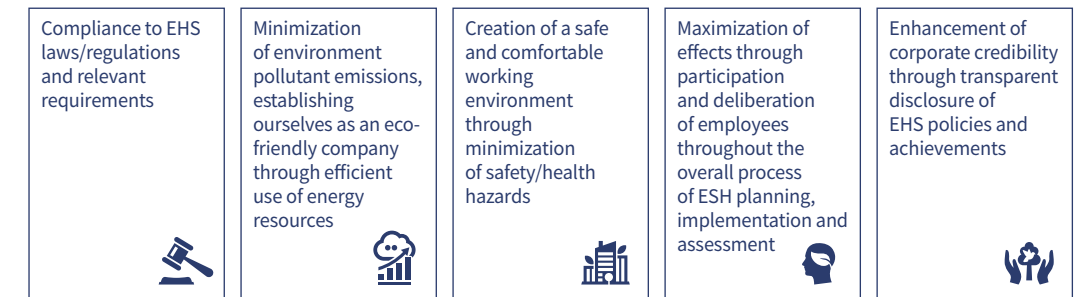 Compliance to EHS
laws/regulations
and relevant
requirements
Minimization
of environment
pollutant emissions,
establishing
ourselves as an eco-
friendly company
through efficient
use of energy
resources
Creation of a safe
and comfortable
working
environment
through
minimization
of safety/health
hazards
Maximization of
effects through
participation
and deliberation
of employees
throughout the
overall process
of ESH planning,
implementation and
assessment
Enhancement of
corporate credibility
through transparent
disclosure of
EHS policies and
achievements